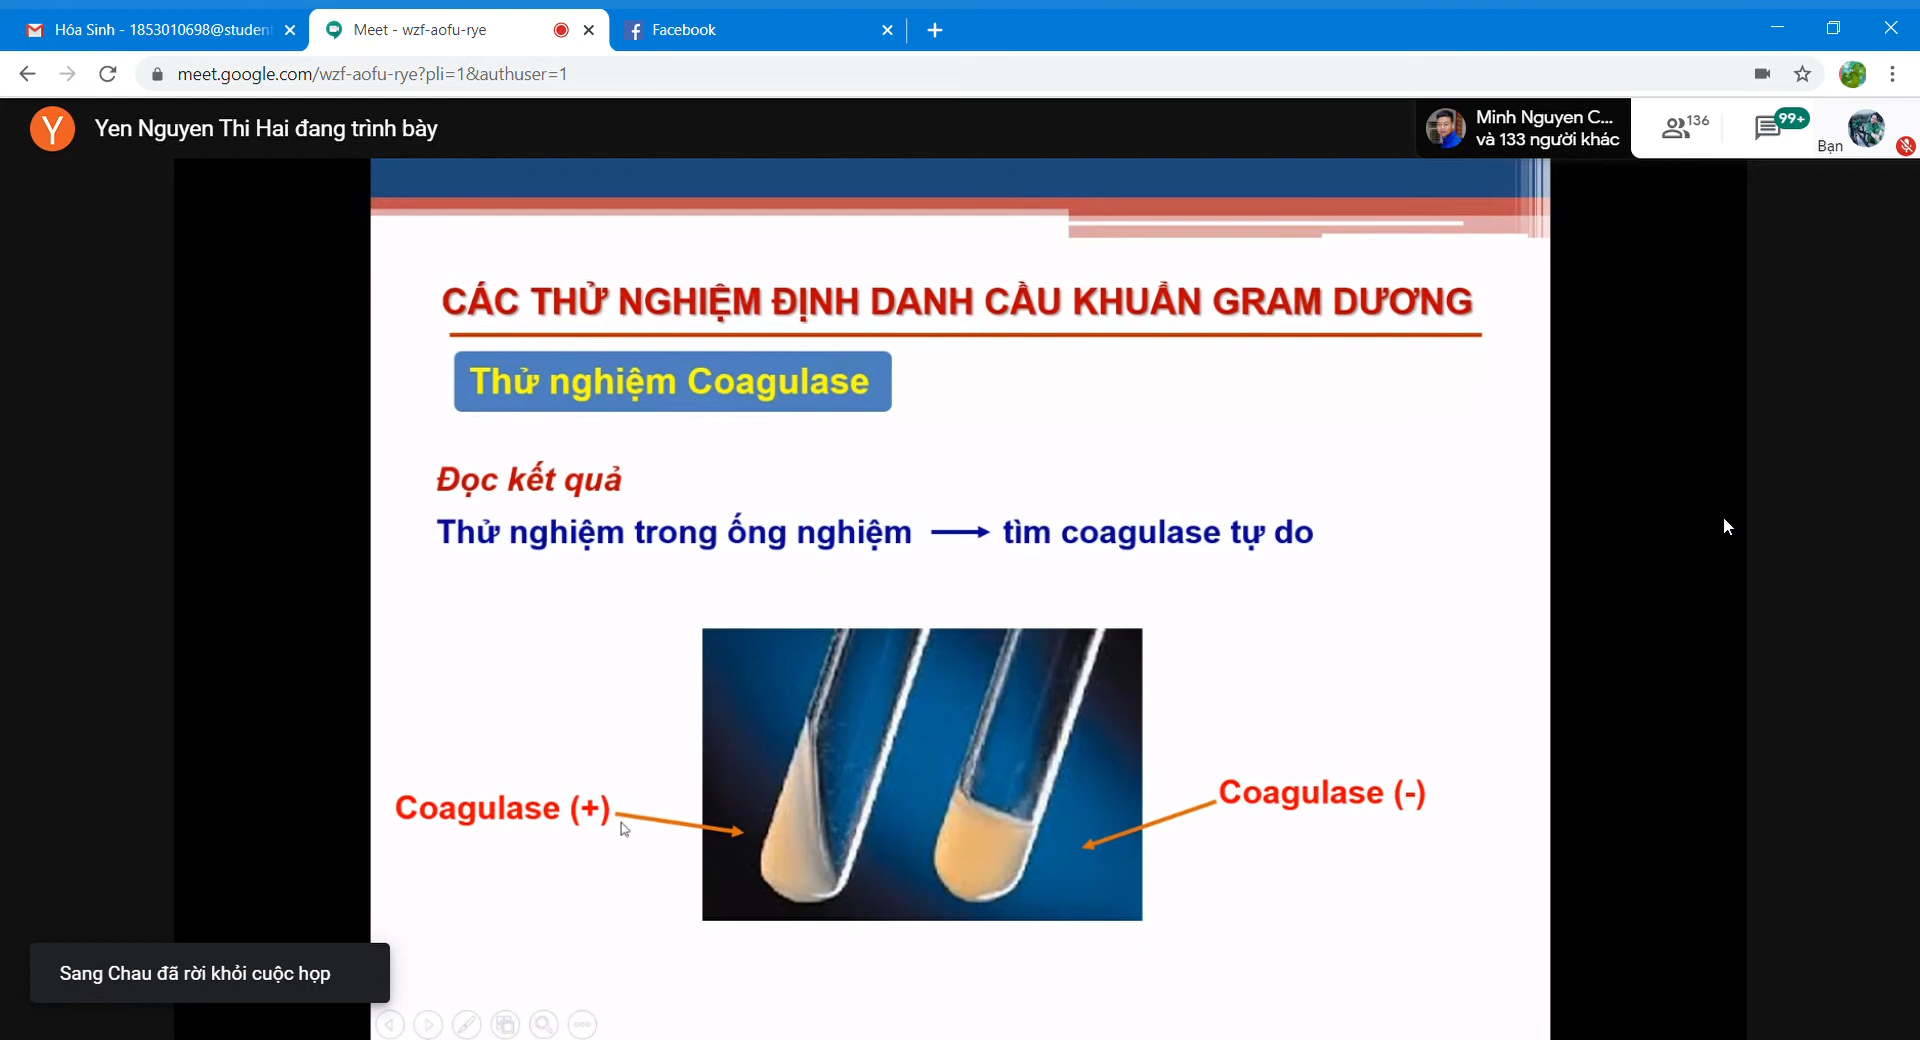 Hóa Sinh - 1853010698@studen
Meet - wzf-aofu-rye
Facebook
meet.google.com/wzf-aofu-rye?pli=1&authuser=1
Y
Yen Nguyen Thi Hai đang trình bày
Minh Nguyen C...
và 133 người khác
136
99+
Bạn
CÁC THỬ NGHIỆM ĐỊNH DANH CẦU KHUẨN GRAM DƯƠNG
Thử nghiệm Coagulase
Đọc kết quả
Thử nghiệm trong ống nghiệm → tìm coagulase tự do
Coagulase (+)
Coagulase (-)
Sang Chau đã rời khỏi cuộc họp